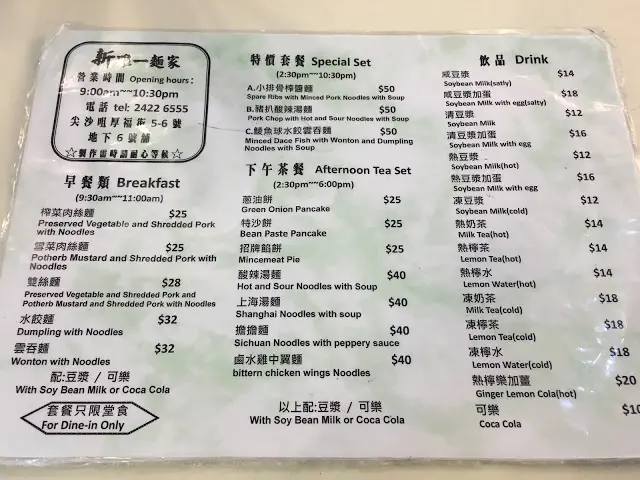 新唯一麵家
營業時間 Opening hours:
9:00am~~10:30pm
電話 tel: 2422 6555
尖沙咀厚福街 5-6 號
地下 6 號舖
☆製作需時請耐心等候☆
早餐類 Breakfast
(9:30am~~11:00am)
榨菜肉絲麵 $25
Preserved Vegetable and Shredded Pork
with Noodles
雪菜肉絲麵 $25
Potherb Mustard and Shredded Pork with
Noodles
雙絲麵 $28
Preserved Vegetable and Shredded Pork and
Potherb Mustard and Shredded Pork with Noodles
水餃麵 $32
Dumpling with Noodles
雲吞麵 $32
Wonton with Noodles
配:豆漿 / 可樂
With Soy Bean Milk or Coca Cola
套餐只限堂食
For Dine-in Only
特價套餐 Special Set
(2:30pm~~10:30pm)
A.小排骨榨醬麵 $50
Spare Ribs with Minced Pork Noodles with Soup
B.豬扒酸辣湯麵 $50
Pork Chop with Hot and Sour Noodles with Soup
C.鯪魚球水餃雲吞麵 $50
Minced Dace Fish with Wonton and Dumpling
Noodles with Soup
下午茶餐 Afternoon Tea Set
(2:30pm~~6:00pm)
蔥油餅 $25
Green Onion Pancake
特沙餅 $25
Bean Paste Pancake
招牌餡餅 $25
Mincemeat Pie
酸辣湯麵 $40
Hot and Sour Noodles with soup
上海湯麵 $40
Shanghai Noodles with soup
擔擔麵 $40
Sichuan Noodles with peppery sauce
鹵水雞中翼麵 $40
bittern chicken wings Noodles
以上配:豆漿 / 可樂
With Soy Bean Milk or Coca Cola
飲品 Drink
咸豆漿 $14
Soybean Milk(satly)
咸豆漿加蛋 $18
Soybean Milk with egg(salty)
清豆漿 $12
Soybean Milk
清豆漿加蛋 $16
Soybean Milk with egg
熱豆漿 $12
Soybean Milk(hot)
熱豆漿加蛋 $16
Soybean Milk with egg
凍豆漿 $12
Soybean Milk(cold)
熱奶茶 $14
Milk Tea(hot)
熱檸茶 $14
Lemon Tea(hot)
熱檸水 $14
Lemon Water(hot)
凍奶茶 $18
Milk Tea(cold)
凍檸茶 $18
Lemon Tea(cold)
凍檸水 $18
Lemon Water(cold)
熱檸樂加薑 $20
Ginger Lemon Cola(hot)
可樂 $10
Coca Cola